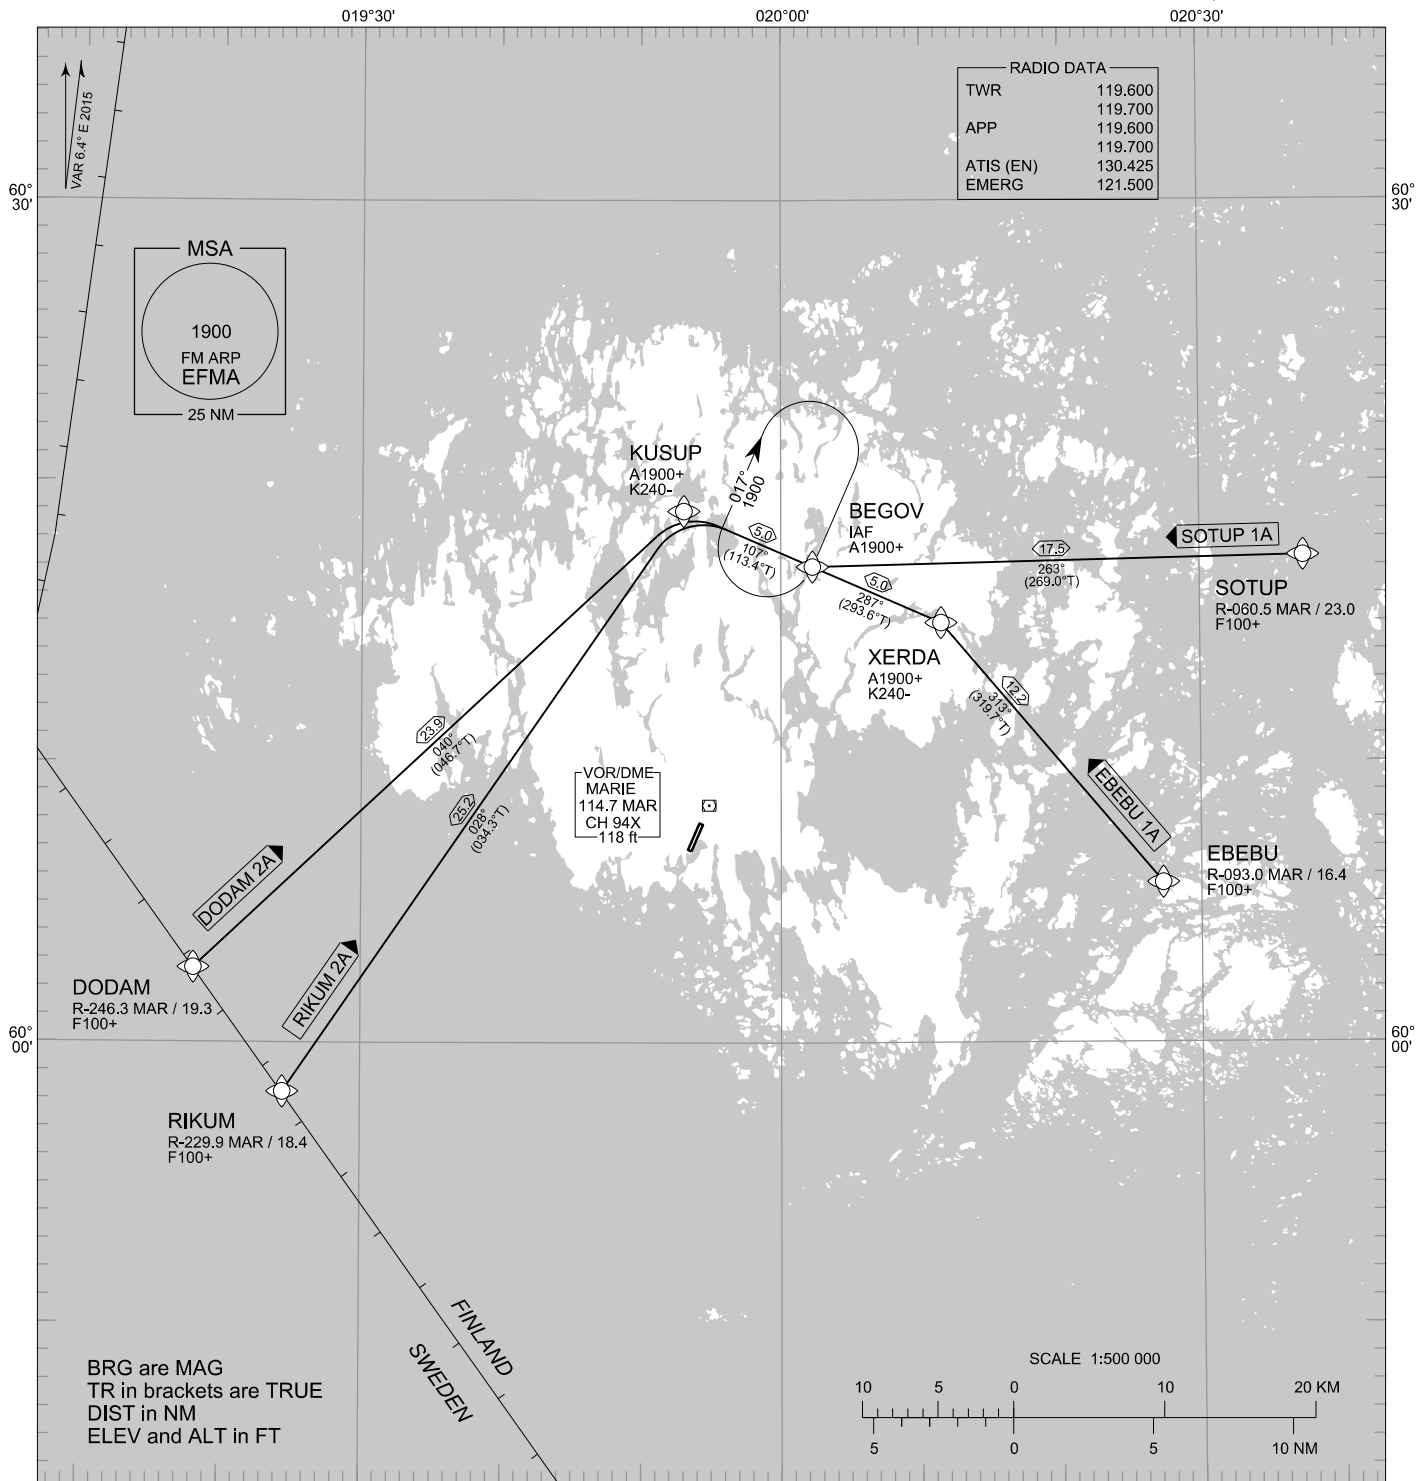 019°30'
020°00'
020°30'
VAR 6.4° E 2015
RADIO DATA
TWR 119.600
119.700
APP 119.600
119.700
ATIS (EN) 130.425
EMERG 121.500
60°
30'
60°
30'
MSA
1900
FM ARP
EFMA
25 NM
KUSUP
A1900+
K240-
017°
1900
BEGOV
IAF
A1900+
5.0
107°
(113.4°T)
5.0
287°
(293.6°T)
17.5
263°
(269.0°T)
SOTUP 1A
SOTUP
R-060.5 MAR / 23.0
F100+
XERDA
A1900+
K240-
12.2
313°
(319.7°T)
EBEBU 1A
EBEBU
R-093.0 MAR / 16.4
F100+
23.9
040°
(046.7°T)
25.2
028°
(034.3°T)
VOR/DME
MARIE
114.7 MAR
CH 94X
118 ft
DODAM 2A
RIKUM 2A
DODAM
R-246.3 MAR / 19.3
F100+
60°
00'
60°
00'
RIKUM
R-229.9 MAR / 18.4
F100+
FINLAND
SWEDEN
BRG are MAG
TR in brackets are TRUE
DIST in NM
ELEV and ALT in FT
SCALE 1:500 000
10 5 0 10 20 KM
5 0 5 10 NM